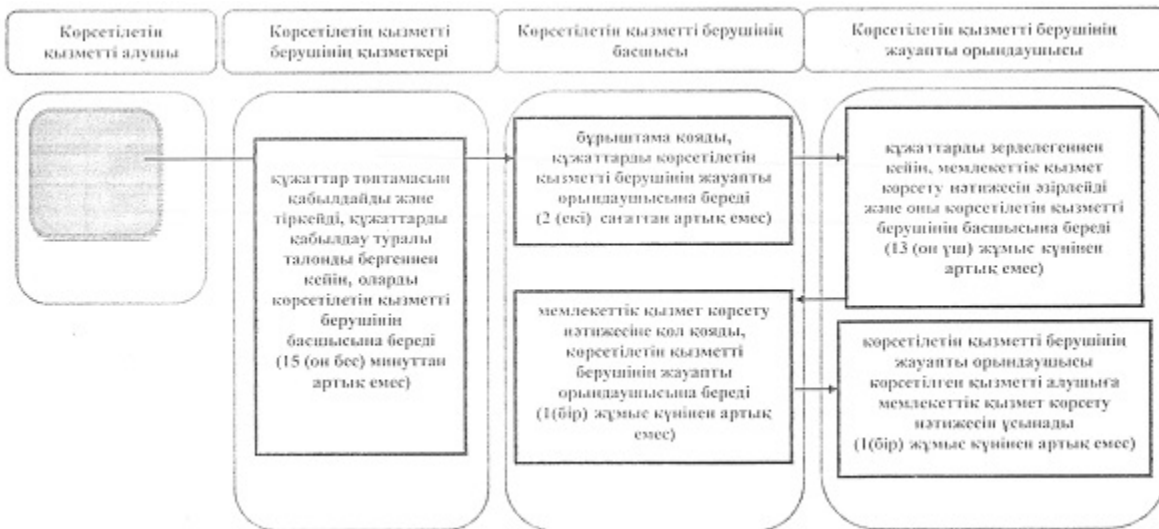 Көрсетілетін
қызметті алушы
Көрсетілетін қызметті
берушінің қызметкері
Көрсетілетін қызметті берушінің
басшысы
Көрсетілетін қызметті берушінің
жауапты орындаушысы
құжаттар топтамасын
қабылдайды және
тіркейді, құжаттарды
қабылдау туралы
талонды бергеннен
кейін, оларды
көрсетілетін қызметті
берушінің
басшысына береді
(15 (он бес) минуттан
артық емес)
бұрыштама қояды,
құжаттарды көрсетілетін
қызметті берушінің жауапты
орындаушысына береді
(2 (екі) сағаттан артық емес)
құжаттарды зерделегеннен
кейін, мемлекеттік қызмет
көрсету нәтижесін әзірлейді
және оны көрсетілетін қызметті
берушінің басшысына береді
(13 (он үш) жұмыс күнінен
артық емес)
мемлекеттік қызмет көрсету
нәтижесіне қол қояды,
көрсетілетін қызметті
берушінің жауапты
орындаушысына береді
(1(бір) жұмыс күнінен артық
емес)
көрсетілетін қызметті берушінің
жауапты орындаушысы
көрсетілген қызметті алушыға
мемлекеттік қызмет көрсету
нәтижесін ұсынады
(1(бір) жұмыс күнінен артық емес)